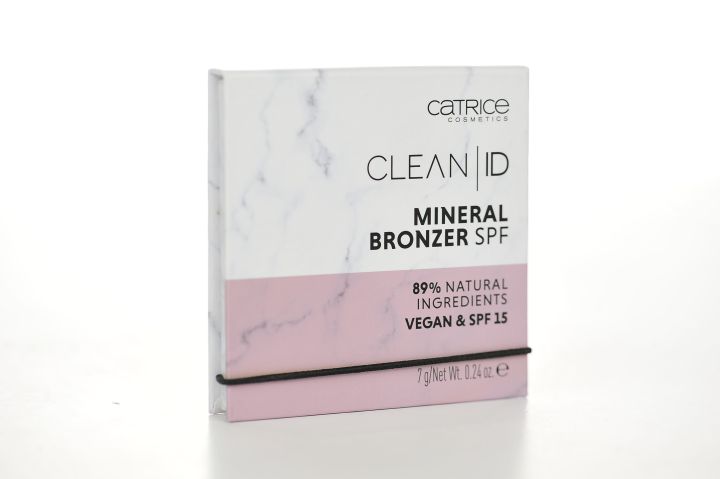 CATRICE
COSMETICS
CLEAN|ID
MINERAL
BRONZER SPF
89% NATURAL
INGREDIENTS
VEGAN & SPF 15
7 g/Net Wt. 0.24 oz. ℮